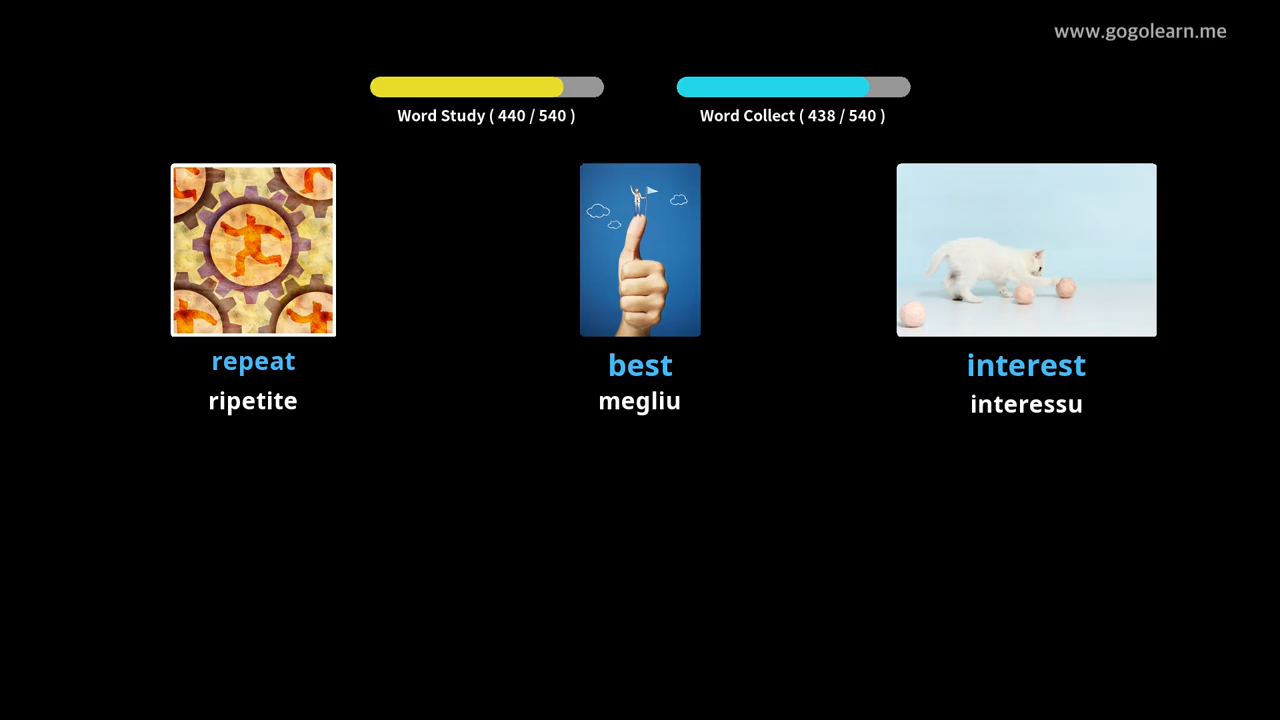 www.gogolearn.me
Word Study ( 440 / 540 )
Word Collect ( 438 / 540 )
repeat
ripetite
best
megliu
interest
interessu